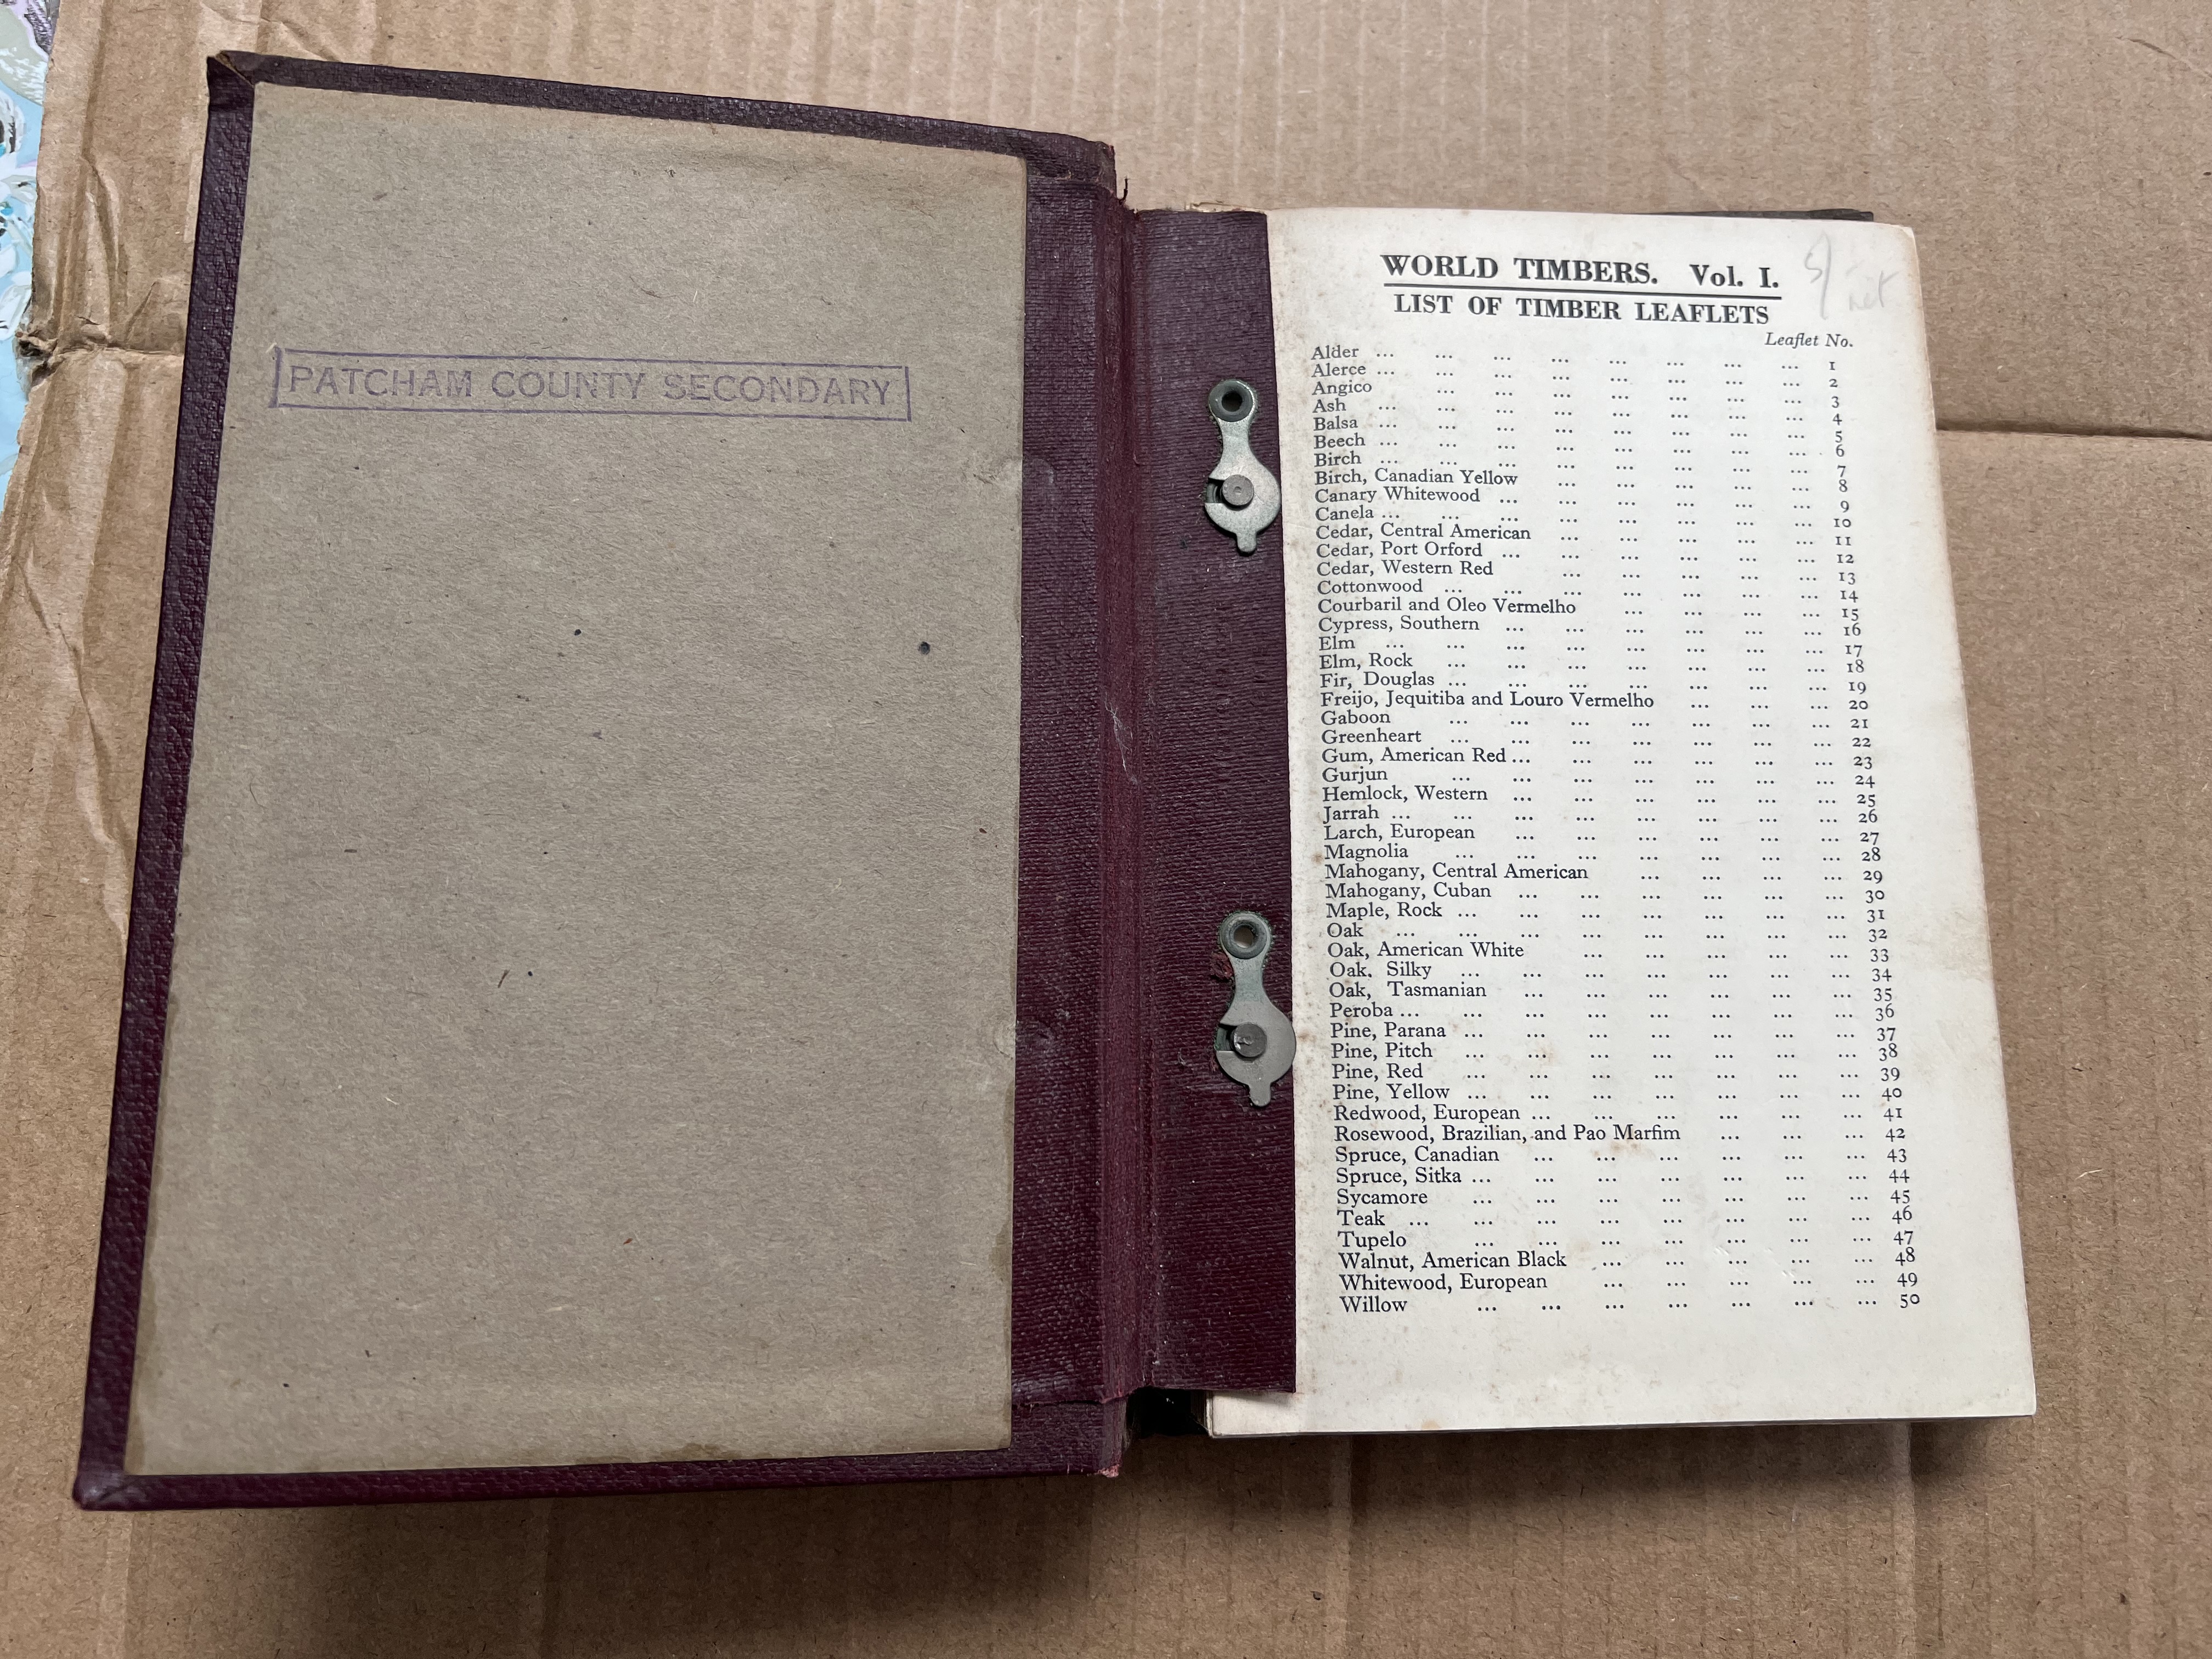 PATCHAM COUNTY SECONDARY
WORLD TIMBERS. Vol. I.
LIST OF TIMBER LEAFLETS
5/
net
Leaflet No.
Alder ... ... ... ... ... ... ... ... 1
Alerce ... ... ... ... ... ... ... ... 2
Angico ... ... ... ... ... ... ... 3
Ash ... ... ... ... ... ... ... ... 4
Balsa ... ... ... ... ... ... ... ... 5
Beech ... ... ... ... ... ... ... ... 6
Birch ... ... ... ... ... ... ... ... 7
Birch, Canadian Yellow ... ... ... ... ... 8
Canary Whitewood ... ... ... ... ... ... 9
Canela ... ... ... ... ... ... ... ... 10
Cedar, Central American ... ... ... ... ... 11
Cedar, Port Orford ... ... ... ... ... ... 12
Cedar, Western Red ... ... ... ... ... 13
Cottonwood ... ... ... ... ... ... ... 14
Courbaril and Oleo Vermelho ... ... ... ... 15
Cypress, Southern ... ... ... ... ... ... 16
Elm ... ... ... ... ... ... ... ... 17
Elm, Rock ... ... ... ... ... ... ... 18
Fir, Douglas ... ... ... ... ... ... ... 19
Freijo, Jequitiba and Louro Vermelho ... ... ... 20
Gaboon ... ... ... ... ... ... ... 21
Greenheart ... ... ... ... ... ... ... 22
Gum, American Red ... ... ... ... ... ... 23
Gurjun ... ... ... ... ... ... ... 24
Hemlock, Western ... ... ... ... ... ... 25
Jarrah ... ... ... ... ... ... ... ... 26
Larch, European ... ... ... ... ... ... 27
Magnolia ... ... ... ... ... ... ... 28
Mahogany, Central American ... ... ... ... 29
Mahogany, Cuban ... ... ... ... ... ... 30
Maple, Rock ... ... ... ... ... ... ... 31
Oak ... ... ... ... ... ... ... ... 32
Oak, American White ... ... ... ... ... 33
Oak. Silky ... ... ... ... ... ... ... 34
Oak, Tasmanian ... ... ... ... ... ... 35
Peroba ... ... ... ... ... ... ... ... 36
Pine, Parana ... ... ... ... ... ... ... 37
Pine, Pitch ... ... ... ... ... ... ... 38
Pine, Red ... ... ... ... ... ... ... 39
Pine, Yellow ... ... ... ... ... ... ... 40
Redwood, European ... ... ... ... ... ... 41
Rosewood, Brazilian, and Pao Marfim ... ... ... 42
Spruce, Canadian ... ... ... ... ... ... 43
Spruce, Sitka ... ... ... ... ... ... ... 44
Sycamore ... ... ... ... ... ... ... 45
Teak ... ... ... ... ... ... ... ... 46
Tupelo ... ... ... ... ... ... ... 47
Walnut, American Black ... ... ... ... ... 48
Whitewood, European ... ... ... ... ... 49
Willow ... ... ... ... ... ... ... 50